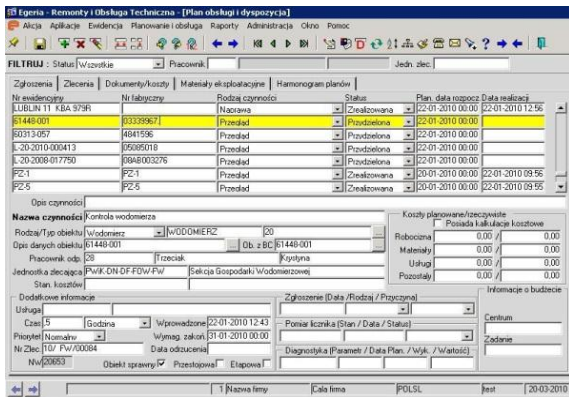 Egeria - Remonty i Obsługa Techniczna - [Plan obsługi i dyspozycja]
Akcja Aplikacje Ewidencja Planowanie i obsługa Raporty Administracja Okno Pomoc
FILTRUJ : Status Wszystkie Pracownik Jedn. zlec.
Zgłoszenia Zlecenia Dokumenty/koszty Materiały eksploatacyjne Harmonogram planów
Nr ewidencyjny Nr fabryczny Rodzaj czynności Status Plan. data rozpocz. Data realizacji
LUBLIN 11 KBA 979R Naprawa Zrealizowana 22-01-2010 00:00 22-01-2010 12:56
61448-001 03339967 Przegląd Przydzielona 22-01-2010 00:00
60313-057 4841596 Przegląd Przydzielona 22-01-2010 00:00
L-20-2010-000413 05085018 Przegląd Przydzielona 22-01-2010 00:00
L-20-2008-017750 08AB003276 Przegląd Przydzielona 22-01-2010 00:00
PZ-1 PZ-1 Przegląd Zrealizowana 20-01-2010 00:00 22-01-2010 09:56
PZ-5 PZ-5 Przegląd Zrealizowana 20-01-2010 00:00 22-01-2010 09:55
Opis czynności
Nazwa czynności Kontrola wodomierza
Koszty planowane/rzeczywiste
Posiada kalkulacje kosztowe
Rodzaj/Typ obiektu Wodomierz WODOMIERZ 20
Robocizna 0,00 / 0,00
Opis danych obiektu 61448-001 Ob. z BC 61448-001
Materiały 0,00 / 0,00
Pracownik odp. 28 Trzeciak Krystyna
Usługi 0,00 / 0,00
Jednostka zlecająca PWiK-DN-DF-FOW-FW Sekcja Gospodarki Wodomierzowej
Pozostały 0,00 / 0,00
Stan. kosztów
Dodatkowe informacje Zgłoszenie (Data /Rodzaj / Przyczyna) Informacje o budżecie
Usługa
Czas ,5 Godzina Wprowadzone 22-01-2010 12:43 Pomiar licznika (Stan / Data / Status) Centrum
Priorytet Normalny Wymag. zakoń. 31-01-2010 00:00
Zadanie
Nr Zlec. 10/ FW/00084 Data odrzucenia Diagnostyka (Parametr / Data Plan. / Wyk. / Wartość)
NW 20653 Obiekt sprawny Przestojowa Etapowa
1 Nazwa firmy Cała firma POLSL test 20-03-2010